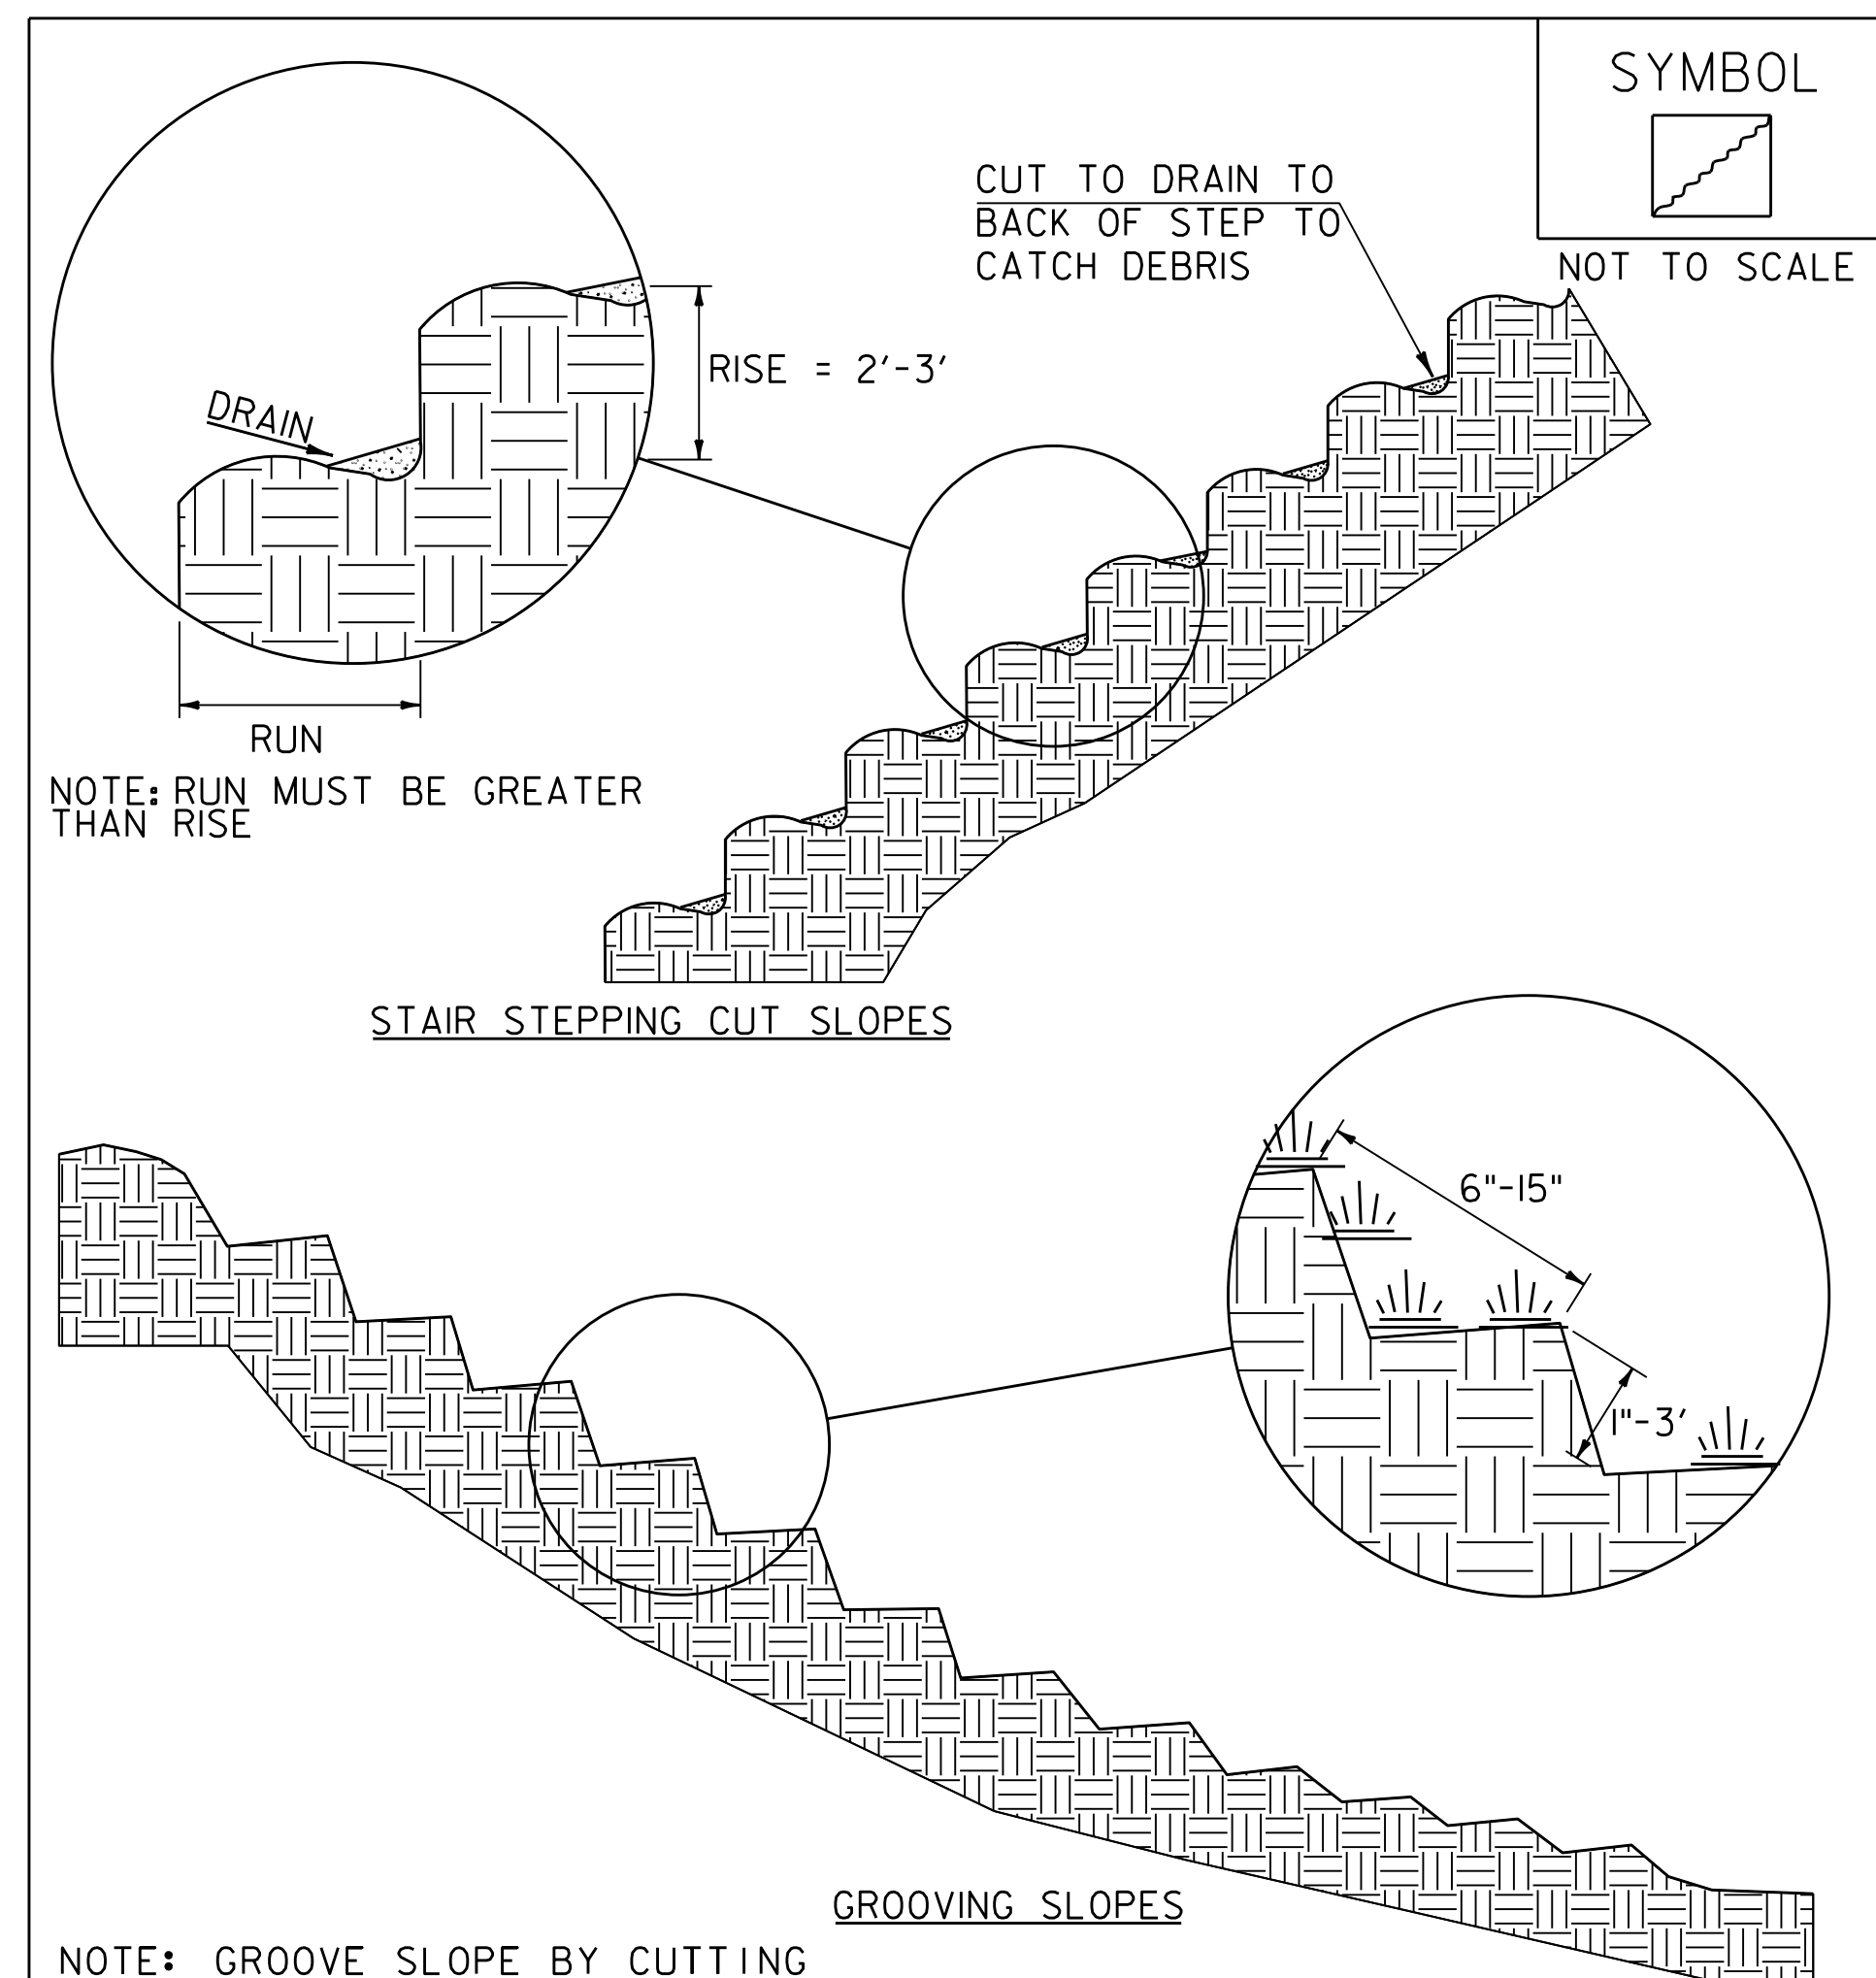 SYMBOL
NOT TO SCALE
CUT TO DRAIN TO
BACK OF STEP TO
CATCH DEBRIS
RISE = 2'-3'
DRAIN
RUN
NOTE: RUN MUST BE GREATER
THAN RISE
STAIR STEPPING CUT SLOPES
6"-15"
1"-3'
GROOVING SLOPES
NOTE: GROOVE SLOPE BY CUTTING